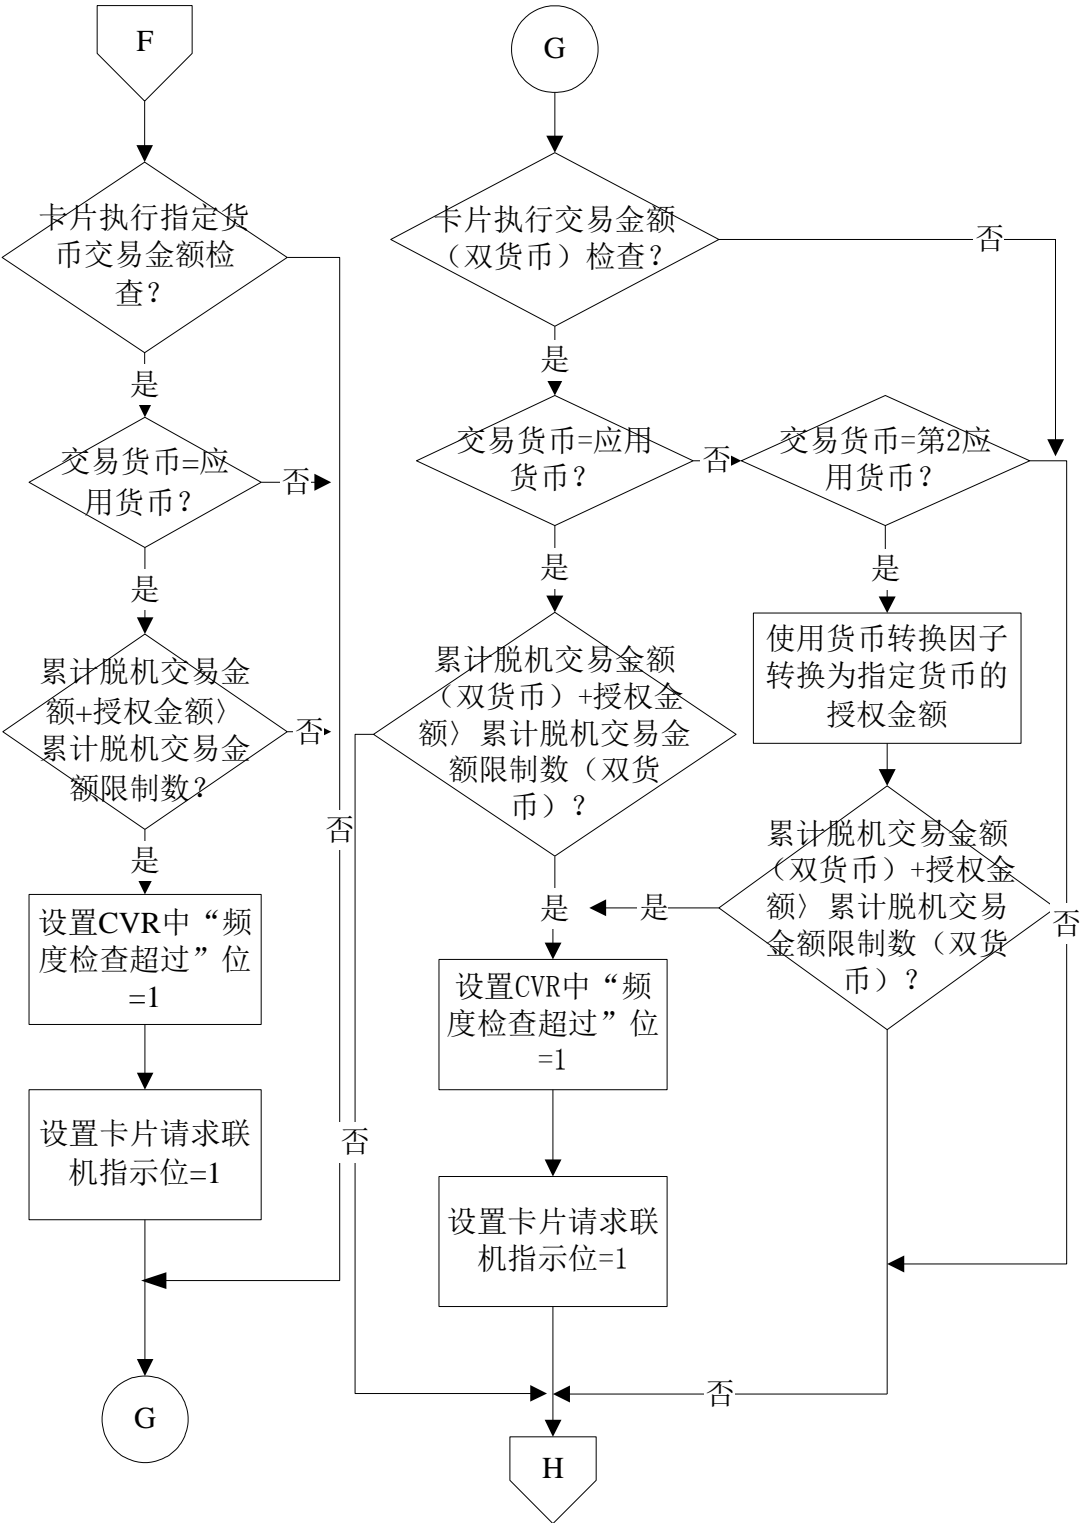 F
卡片执行指定货
币交易金额检
查？
是
交易货币=应
用货币？
否
是
累计脱机交易金
额+授权金额〉
累计脱机交易金
额限制数？
否
否
是
设置CVR中“频
度检查超过”位
=1
设置卡片请求联
机指示位=1
G
G
卡片执行交易金额
（双货币）检查？
否
是
交易货币=应用
货币？
否
交易货币=第2应
用货币？
是
是
使用货币转换因子
转换为指定货币的
授权金额
累计脱机交易金额
（双货币）+授权金
额〉累计脱机交易金
额限制数（双货
币）？
累计脱机交易金额
（双货币）+授权金
额〉累计脱机交易
金额限制数（双货
币）？
否
是
是
设置CVR中“频
度检查超过”位
=1
否
设置卡片请求联
机指示位=1
否
H